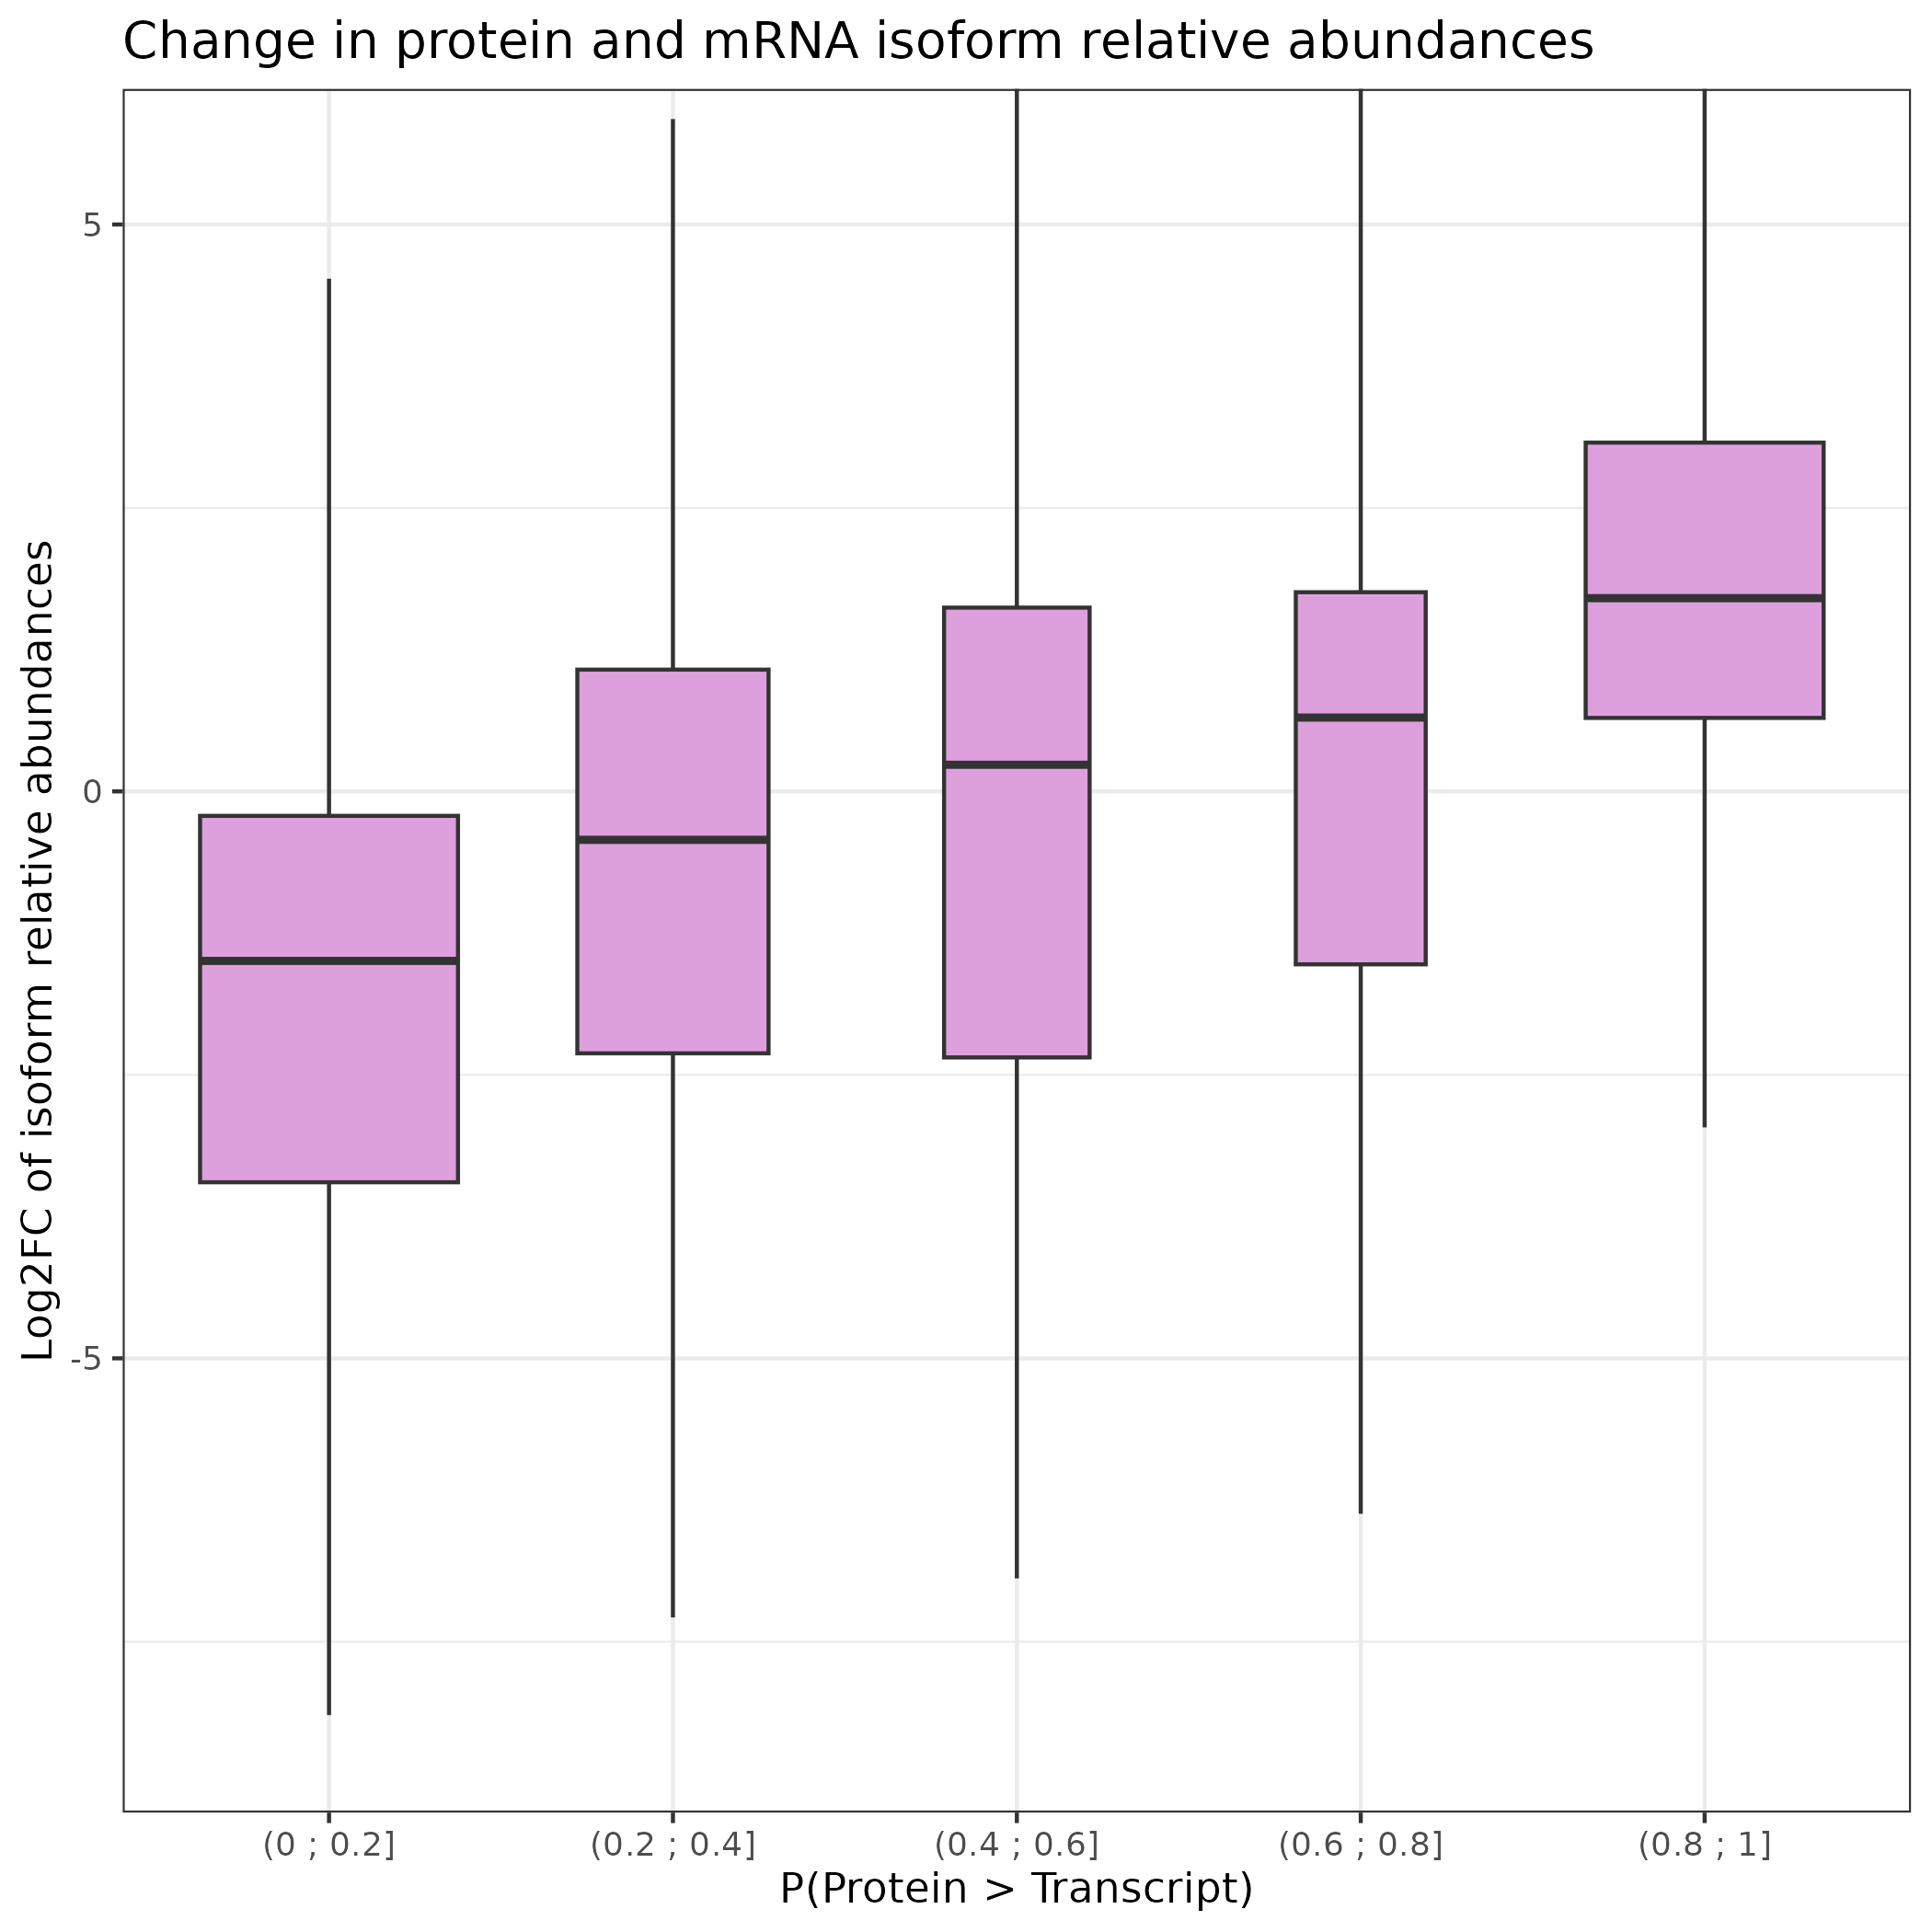 Change in protein and mRNA isoform relative abundances
Log2FC of isoform relative abundances
5
0
-5
(0 ; 0.2]
(0.2 ; 0.4]
(0.4 ; 0.6]
(0.6 ; 0.8]
(0.8 ; 1]
P(Protein > Transcript)